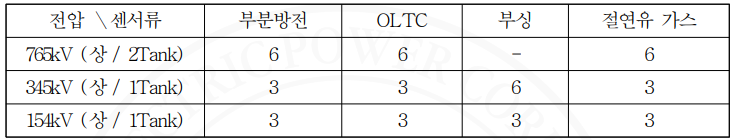 전압 \ 센서류 부분방전 OLTC 부싱 절연유 가스
765kV (상 / 2Tank) 6 6 - 6
345kV (상 / 1Tank) 3 3 6 3
154kV (상 / 1Tank) 3 3 3 3